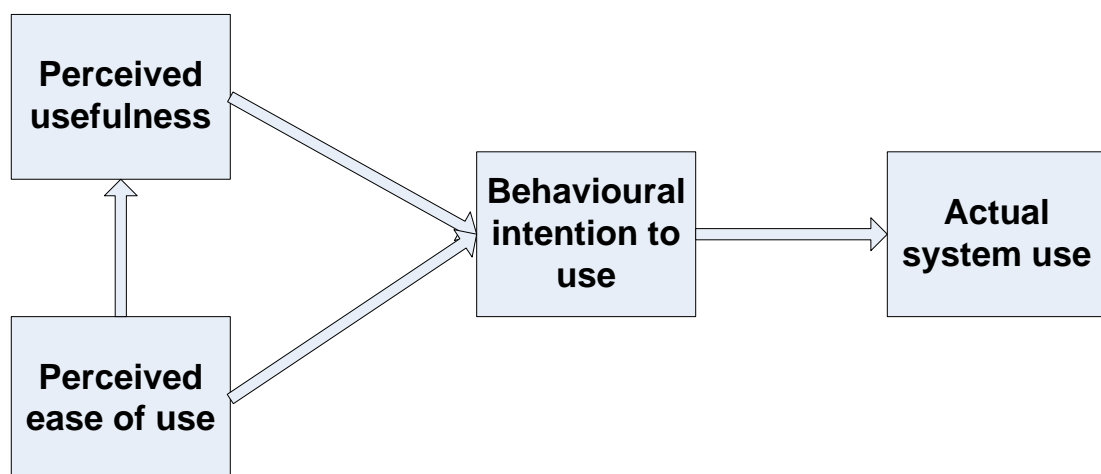 Perceived
usefulness
Behavioural
intention to
use
Actual
system use
Perceived
ease of use